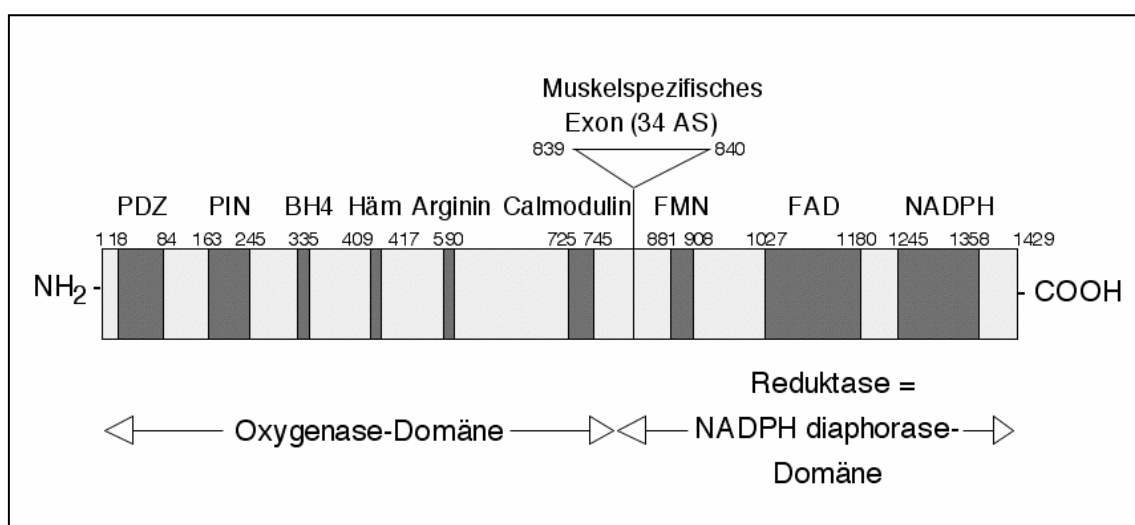 Muskelspezifisches
Exon (34 AS)
839 840
PDZ PIN BH4 Häm Arginin Calmodulin FMN FAD NADPH
1 18 84 163 245 335 409 417 590 725 745 881 908 1027 1180 1245 1358 1429
NH2 COOH
Reduktase =
Oxygenase-Domäne NADPH diaphorase-
Domäne